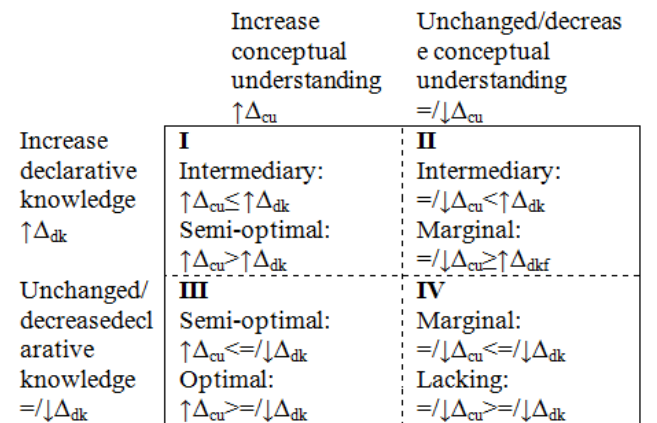 Increase Unchanged/decreas
conceptual e conceptual
understanding understanding
↑Δcu =/↓Δcu
Increase I II
declarative Intermediary: Intermediary:
knowledge ↑Δcu≤↑Δdk =/↓Δcu<↑Δdk
↑Δdk Semi-optimal: Marginal:
↑Δcu>↑Δdk =/↓Δcu≥↑Δdkf
Unchanged/ III IV
decreasedecl Semi-optimal: Marginal:
arative ↑Δcu<=/↓Δdk =/↓Δcu<=/↓Δdk
knowledge Optimal: Lacking:
=/↓Δdk ↑Δcu>=/↓Δdk =/↓Δcu>=/↓Δdk